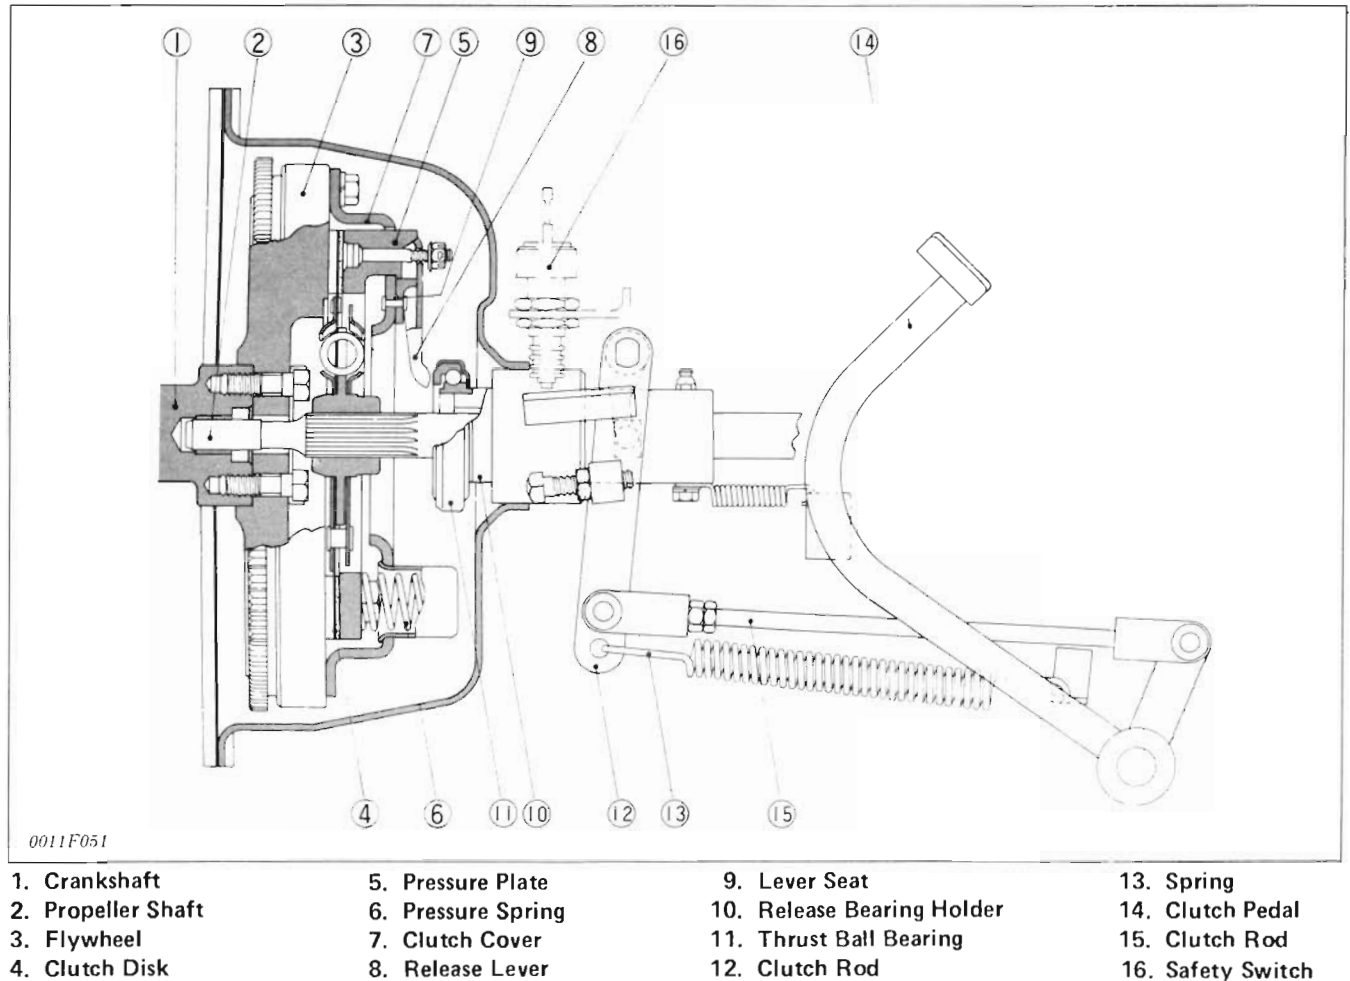 1 2 3 7 5 9 8 16 14
4 6 11 10 12 13 15
0011F051
1. Crankshaft
2. Propeller Shaft
3. Flywheel
4. Clutch Disk
5. Pressure Plate
6. Pressure Spring
7. Clutch Cover
8. Release Lever
9. Lever Seat
10. Release Bearing Holder
11. Thrust Ball Bearing
12. Clutch Rod
13. Spring
14. Clutch Pedal
15. Clutch Rod
16. Safety Switch